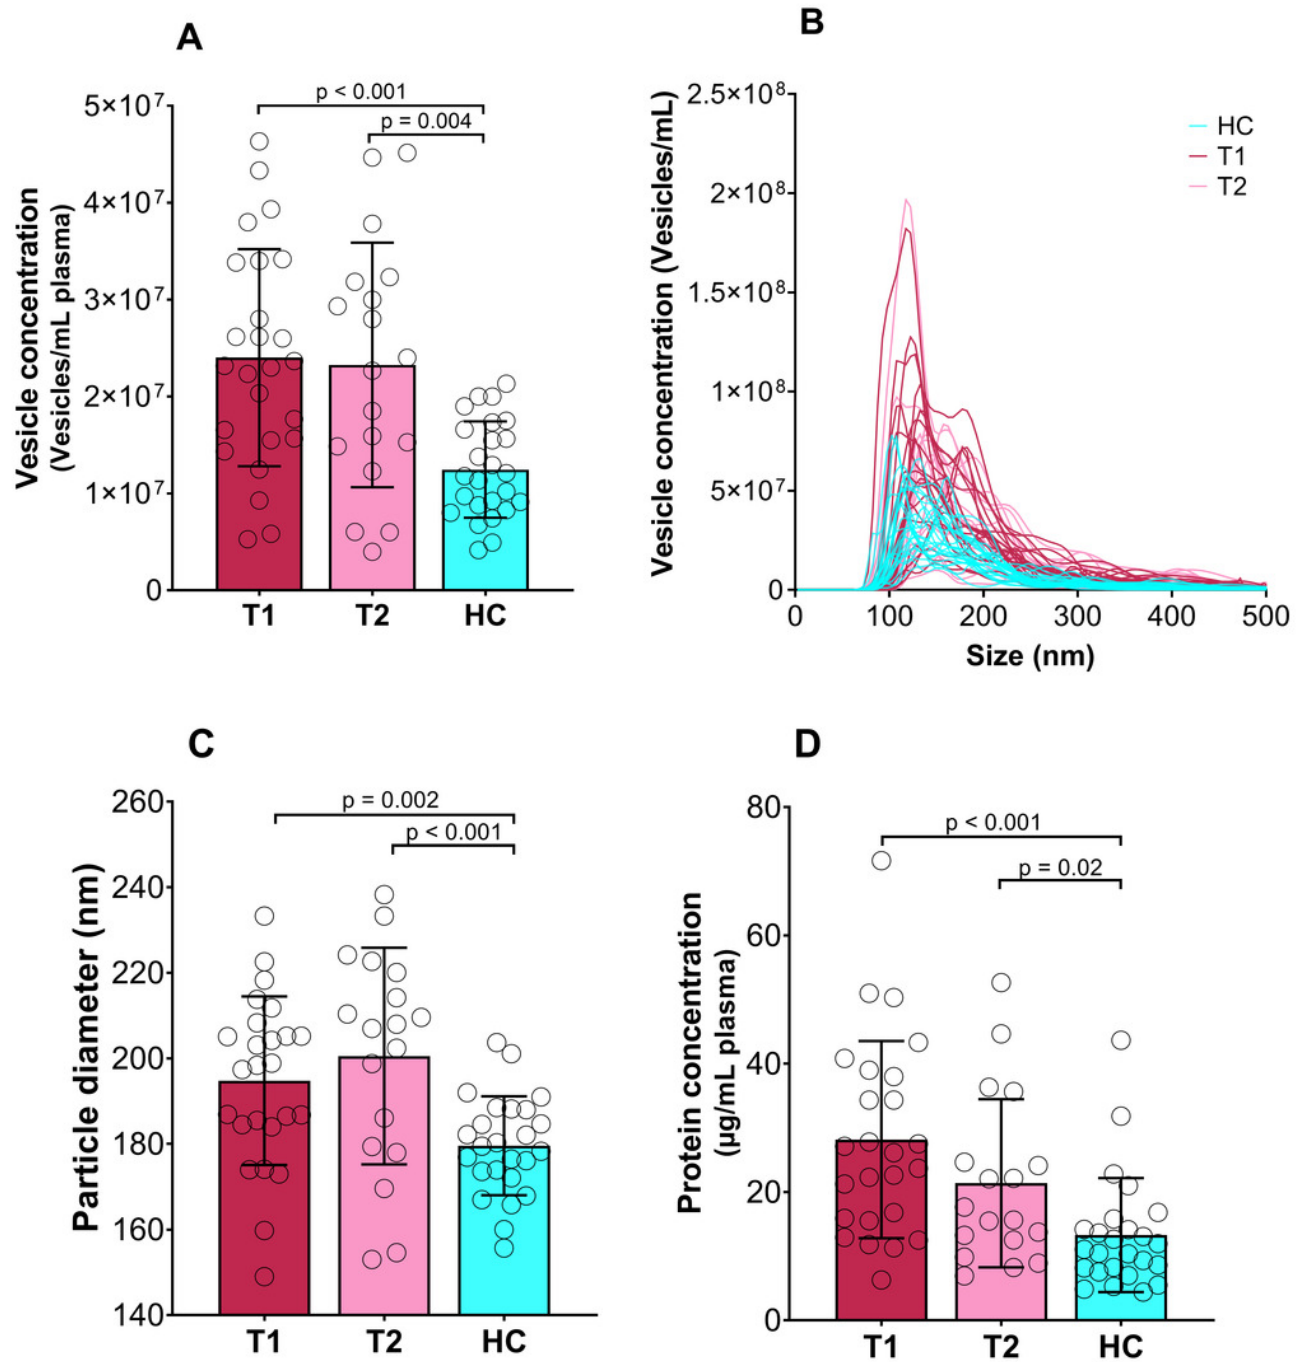 A
Vesicle concentration
(Vesicles/mL plasma)
5×10⁷
4×10⁷
3×10⁷
2×10⁷
1×10⁷
0
p < 0.001
p = 0.004
T1 T2 HC
B
Vesicle concentration (Vesicles/mL)
2.5×10⁸
2×10⁸
1.5×10⁸
1×10⁸
5×10⁷
0
HC
T1
T2
0 100 200 300 400 500
Size (nm)
C
Particle diameter (nm)
260
240
220
200
180
160
140
p = 0.002
p < 0.001
T1 T2 HC
D
Protein concentration
(µg/mL plasma)
80
60
40
20
0
p < 0.001
p = 0.02
T1 T2 HC